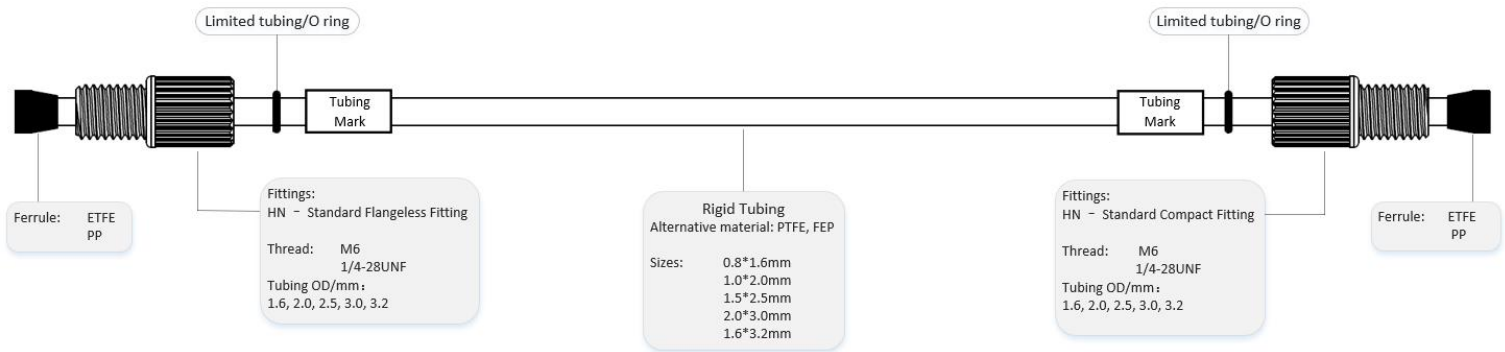 Limited tubing/O ring
Limited tubing/O ring
Tubing
Mark
Tubing
Mark
Ferrule: ETFE
PP
Fittings:
HN - Standard Flangeless Fitting
Thread: M6
1/4-28UNF
Tubing OD/mm：
1.6, 2.0, 2.5, 3.0, 3.2
Rigid Tubing
Alternative material: PTFE, FEP
Sizes: 0.8*1.6mm
1.0*2.0mm
1.5*2.5mm
2.0*3.0mm
1.6*3.2mm
Fittings:
HN - Standard Compact Fitting
Thread: M6
1/4-28UNF
Tubing OD/mm：
1.6, 2.0, 2.5, 3.0, 3.2
Ferrule: ETFE
PP